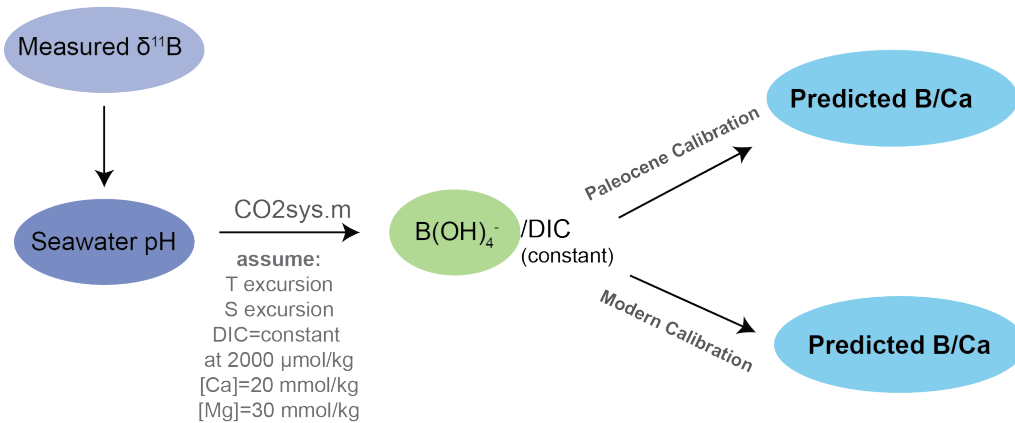 Measured δ¹¹B
Seawater pH
CO2sys.m
assume:
T excursion
S excursion
DIC=constant
at 2000 µmol/kg
[Ca]=20 mmol/kg
[Mg]=30 mmol/kg
B(OH)₄⁻/DIC
(constant)
Paleocene Calibration
Predicted B/Ca
Modern Calibration
Predicted B/Ca